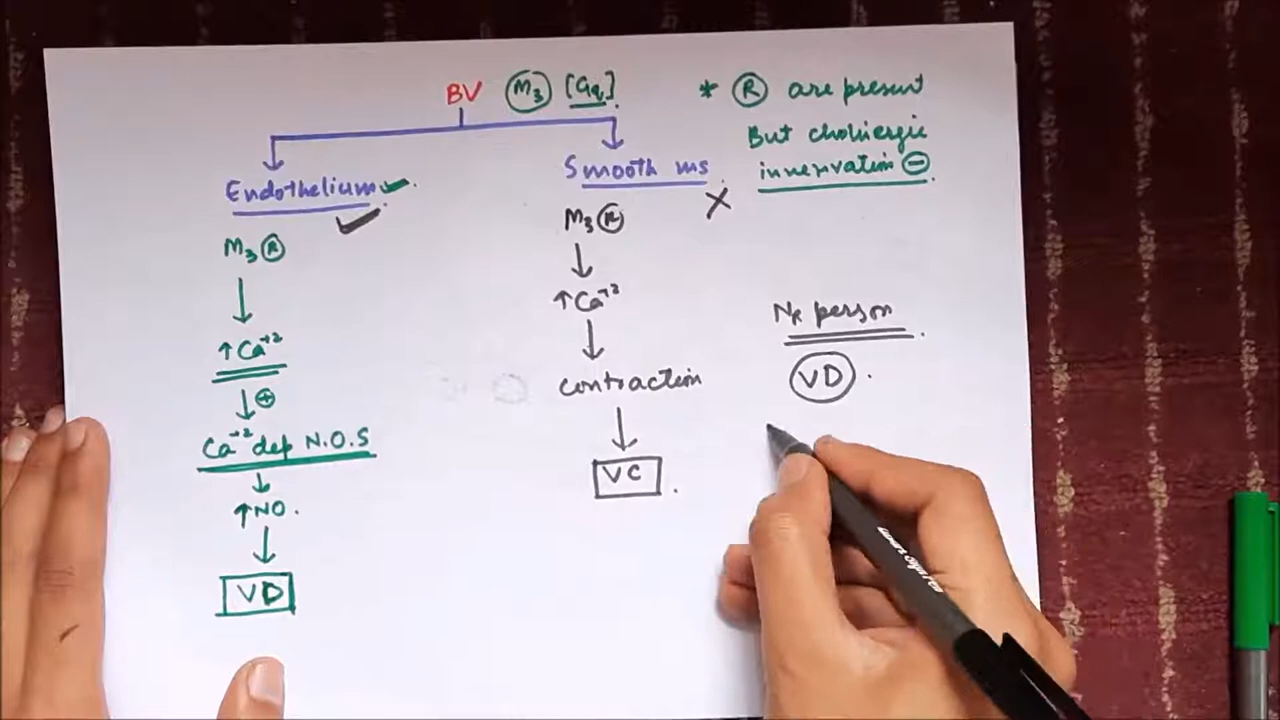 BV M₃ [Gq].
* R are present
But cholinergic
innervation −.
Endothelium
Smooth ms.
M₃ R
↑Ca⁺²
+
Ca⁺² dep N.O.S
↑NO.
VD
M₃ R
↑Ca⁺²
contraction
VC.
person.
VD.